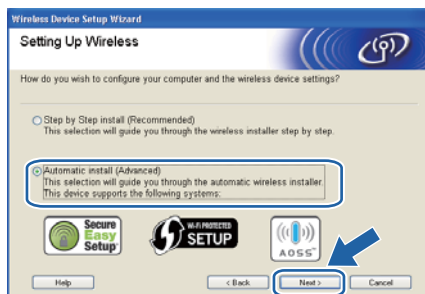 Wireless Device Setup Wizard
Setting Up Wireless
How do you wish to configure your computer and the wireless device settings?
Step by Step install (Recommended)
This selection will guide you through the wireless installer step by step.
Automatic install (Advanced)
This selection will guide you through the automatic wireless installer.
This device supports the following systems:
Secure
Easy
Setup™
WI-FI PROTECTED
SETUP
AOSS™
Help
< Back
Next >
Cancel